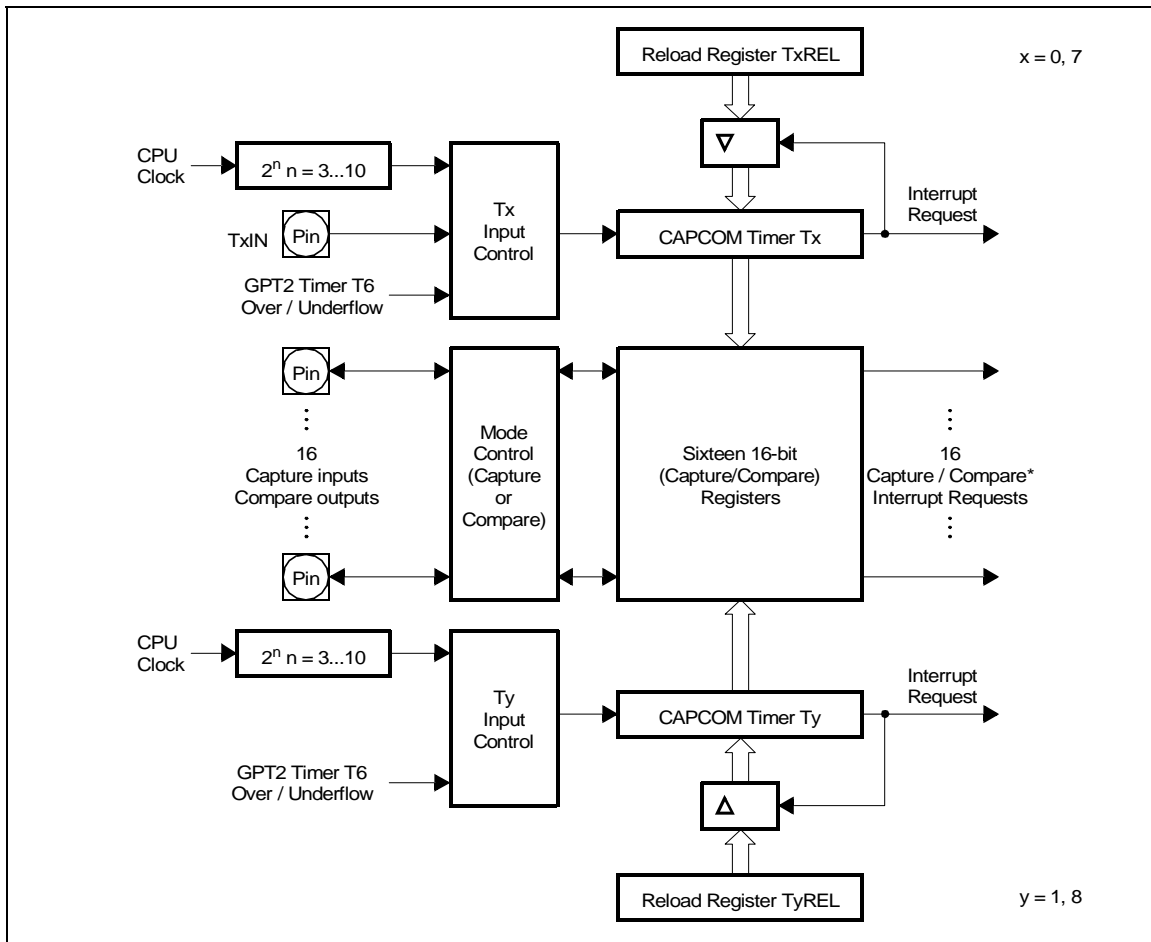 Reload Register TxREL
x = 0, 7
CPU
Clock
2ⁿ n = 3...10
Tx
Input
Control
Interrupt
Request
TxIN
Pin
CAPCOM Timer Tx
GPT2 Timer T6
Over / Underflow
Pin
16
Capture inputs
Compare outputs
Pin
Mode
Control
(Capture
or
Compare)
Sixteen 16-bit
(Capture/Compare)
Registers
16
Capture / Compare*
Interrupt Requests
CPU
Clock
2ⁿ n = 3...10
Ty
Input
Control
Interrupt
Request
CAPCOM Timer Ty
GPT2 Timer T6
Over / Underflow
Reload Register TyREL
y = 1, 8